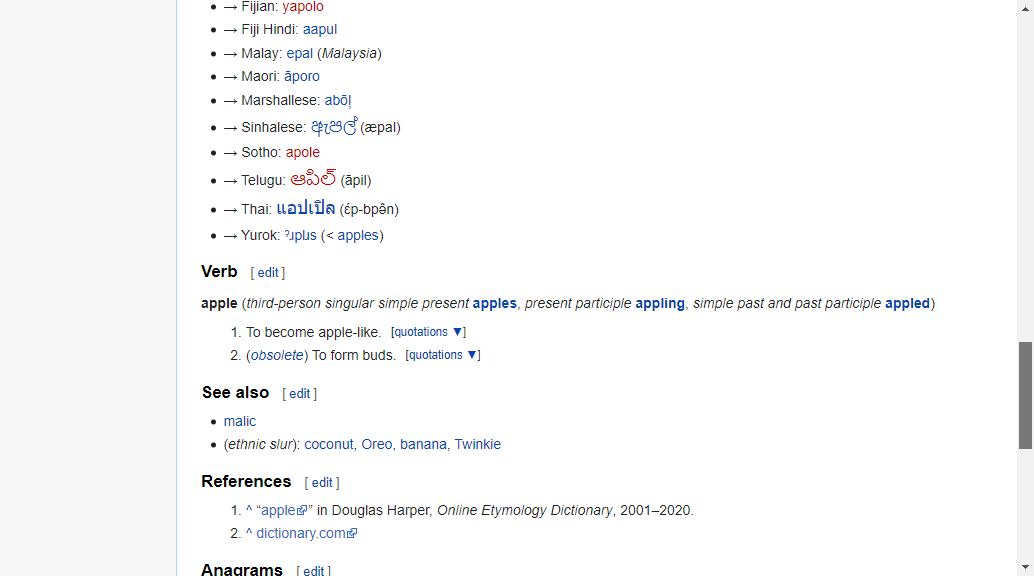 • → Fijian: yapolo
• → Fiji Hindi: aapul
• → Malay: epal (Malaysia)
• → Maori: āporo
• → Marshallese: abō̧ļ
• → Sinhalese: ඇපල් (æpal)
• → Sotho: apole
• → Telugu: ఆపిల్ (āpil)
• → Thai: แอปเปิล (ɛ́p-bpə̂n)
• → Yurok: (< apples)
Verb [ edit ]
apple (third-person singular simple present apples, present participle appling, simple past and past participle appled)
1. To become apple-like. [quotations ▼]
2. (obsolete) To form buds. [quotations ▼]
See also [ edit ]
• malic
• (ethnic slur): coconut, Oreo, banana, Twinkie
References [ edit ]
1. ^ “apple” in Douglas Harper, Online Etymology Dictionary, 2001–2020.
2. ^ dictionary.com
Anagrams [ edit ]